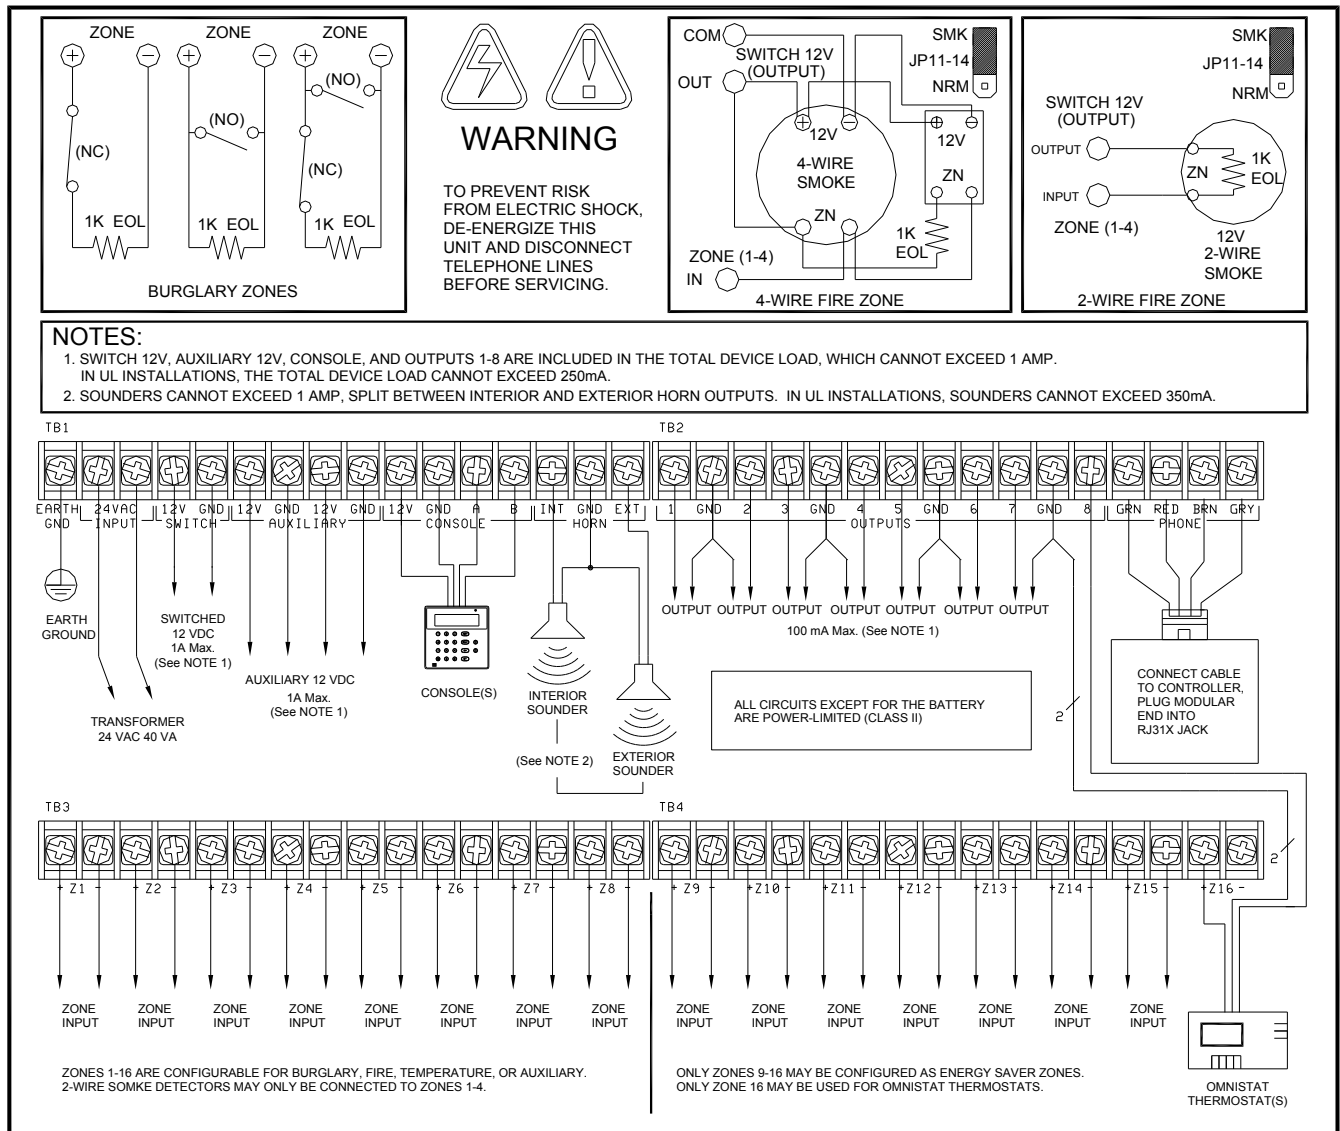 ZONE ZONE ZONE
+ - + - + -
(NO)
(NO)
(NC)
(NC)
1K EOL 1K EOL 1K EOL
BURGLARY ZONES
WARNING
TO PREVENT RISK
FROM ELECTRIC SHOCK,
DE-ENERGIZE THIS
UNIT AND DISCONNECT
TELEPHONE LINES
BEFORE SERVICING.
COM
SWITCH 12V
(OUTPUT)
OUT
SMK
JP11-14
NRM
+ - + -
12V
12V
4-WIRE
SMOKE
ZN
ZN
1K
EOL
ZONE (1-4)
IN
4-WIRE FIRE ZONE
SMK
JP11-14
NRM
SWITCH 12V
(OUTPUT)
OUTPUT
ZN
1K
EOL
INPUT
ZONE (1-4)
12V
2-WIRE
SMOKE
2-WIRE FIRE ZONE
NOTES:
1. SWITCH 12V, AUXILIARY 12V, CONSOLE, AND OUTPUTS 1-8 ARE INCLUDED IN THE TOTAL DEVICE LOAD, WHICH CANNOT EXCEED 1 AMP.
IN UL INSTALLATIONS, THE TOTAL DEVICE LOAD CANNOT EXCEED 250mA.
2. SOUNDERS CANNOT EXCEED 1 AMP, SPLIT BETWEEN INTERIOR AND EXTERIOR HORN OUTPUTS. IN UL INSTALLATIONS, SOUNDERS CANNOT EXCEED 350mA.
TB1 TB2
EARTH 24VAC 12V GND 12V GND 12V GND 12V GND A B INT GND EXT 1 GND 2 3 GND 4 5 GND 6 7 GND 8 GRN RED BRN GRY
GND INPUT SWITCH AUXILIARY CONSOLE HORN OUTPUTS PHONE
EARTH
GROUND
SWITCHED
12 VDC
1A Max.
(See NOTE 1)
OUTPUT OUTPUT OUTPUT OUTPUT OUTPUT OUTPUT OUTPUT
100 mA Max. (See NOTE 1)
AUXILIARY 12 VDC
1A Max.
(See NOTE 1)
CONSOLE(S)
INTERIOR
SOUNDER
TRANSFORMER
24 VAC 40 VA
(See NOTE 2)
EXTERIOR
SOUNDER
ALL CIRCUITS EXCEPT FOR THE BATTERY
ARE POWER-LIMITED (CLASS II)
2
CONNECT CABLE
TO CONTROLLER,
PLUG MODULAR
END INTO
RJ31X JACK
TB3 TB4
2
+ Z1 - + Z2 - + Z3 - + Z4 - + Z5 - + Z6 - + Z7 - + Z8 - + Z9 - + Z10 - + Z11 - + Z12 - + Z13 - + Z14 - + Z15 - + Z16 -
ZONE ZONE ZONE ZONE ZONE ZONE ZONE ZONE ZONE ZONE ZONE ZONE ZONE ZONE ZONE
INPUT INPUT INPUT INPUT INPUT INPUT INPUT INPUT INPUT INPUT INPUT INPUT INPUT INPUT INPUT
ZONES 1-16 ARE CONFIGURABLE FOR BURGLARY, FIRE, TEMPERATURE, OR AUXILIARY.
2-WIRE SOMKE DETECTORS MAY ONLY BE CONNECTED TO ZONES 1-4.
ONLY ZONES 9-16 MAY BE CONFIGURED AS ENERGY SAVER ZONES.
ONLY ZONE 16 MAY BE USED FOR OMNISTAT THERMOSTATS.
OMNISTAT
THERMOSTAT(S)